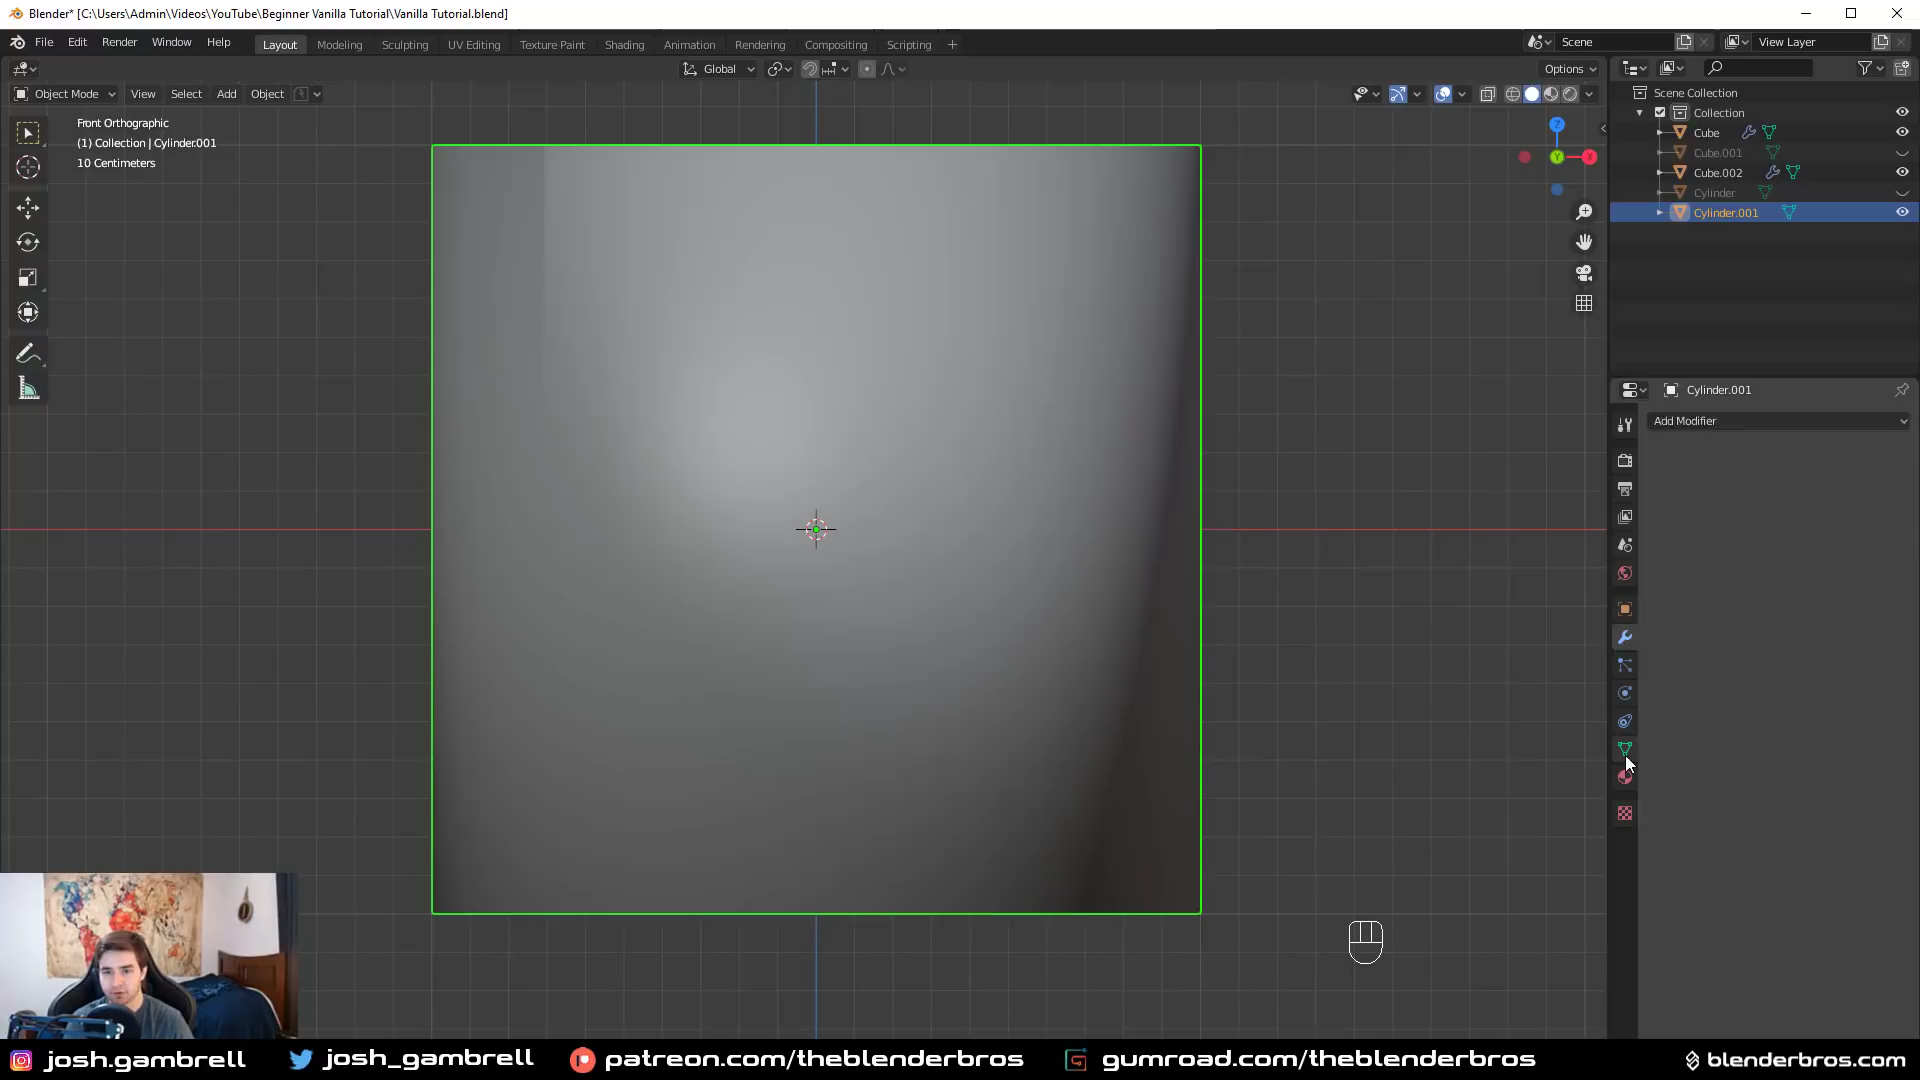 Blender* [C:\Users\Admin\Videos\YouTube\Beginner Vanilla Tutorial\Vanilla Tutorial.blend]
File Edit Render Window Help
Layout Modeling Sculpting UV Editing Texture Paint Shading Animation Rendering Compositing Scripting
Scene
View Layer
Global
Options
Object Mode View Select Add Object
Front Orthographic
(1) Collection | Cylinder.001
10 Centimeters
Z
Y
X
Scene Collection
Collection
Cube
Cube.001
Cube.002
Cylinder
Cylinder.001
Cylinder.001
Add Modifier
josh.gambrell
josh_gambrell
patreon.com/theblenderbros
gumroad.com/theblenderbros
blenderbros.com